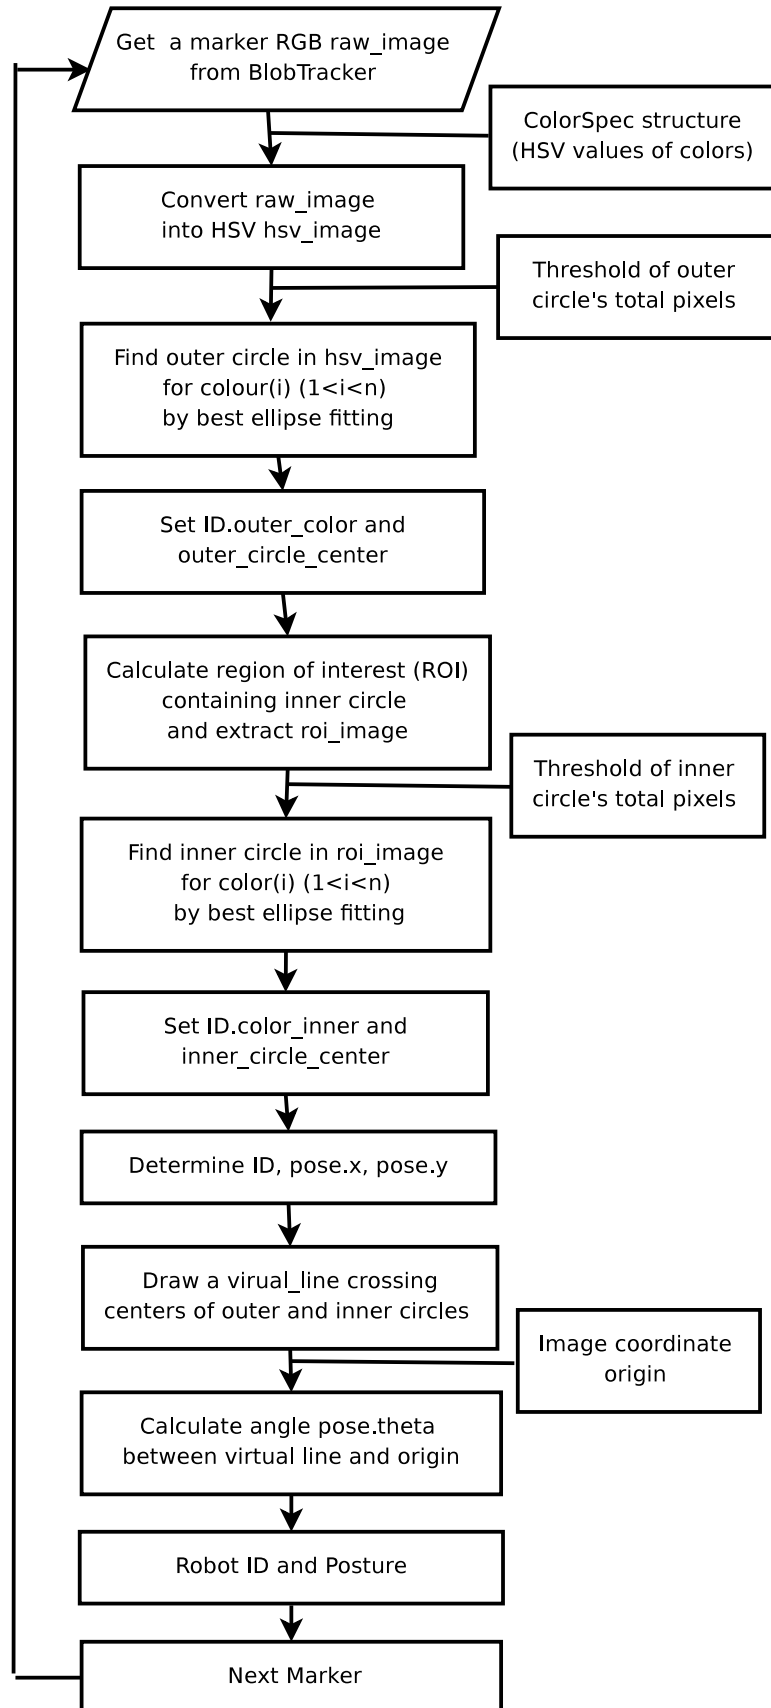 Get  a marker RGB raw_image
from BlobTracker
ColorSpec structure
(HSV values of colors)
Convert raw_image
into HSV hsv_image
Threshold of outer
circle's total pixels
Find outer circle in hsv_image
for colour(i) (1<i<n)
by best ellipse fitting
Set ID.outer_color and
outer_circle_center
Calculate region of interest (ROI)
containing inner circle
and extract roi_image
Threshold of inner
circle's total pixels
Find inner circle in roi_image
for color(i) (1<i<n)
by best ellipse fitting
Set ID.color_inner and
inner_circle_center
Determine ID, pose.x, pose.y
Draw a virual_line crossing
centers of outer and inner circles
Image coordinate
origin
Calculate angle pose.theta
between virtual line and origin
Robot ID and Posture
Next Marker